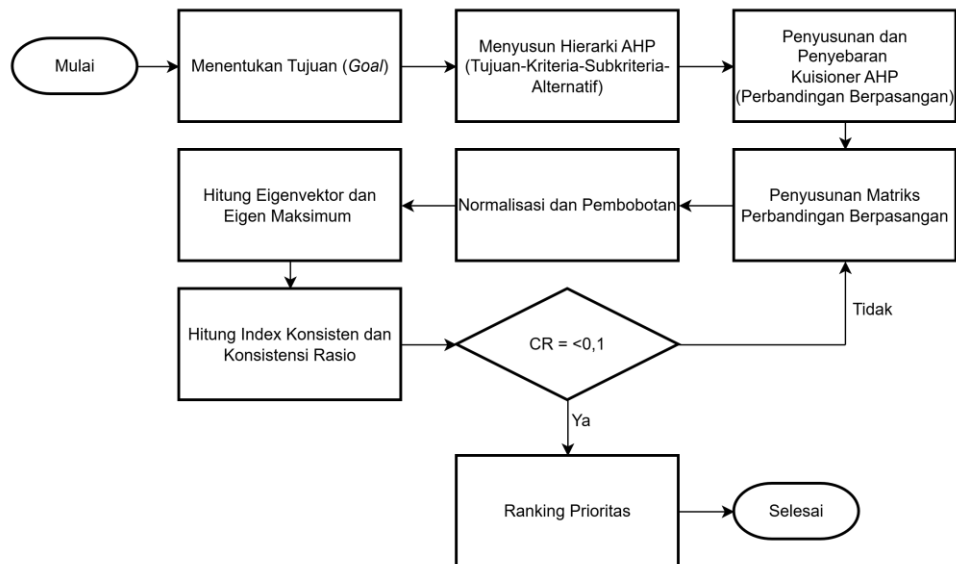 Mulai
Menentukan Tujuan (Goal)
Menyusun Hierarki AHP
(Tujuan-Kriteria-Subkriteria-
Alternatif)
Penyusunan dan
Penyebaran
Kuisioner AHP
(Perbandingan Berpasangan)
Penyusunan Matriks
Perbandingan Berpasangan
Normalisasi dan Pembobotan
Hitung Eigenvektor dan
Eigen Maksimum
Hitung Index Konsisten dan
Konsistensi Rasio
CR = <0,1
Tidak
Ya
Ranking Prioritas
Selesai